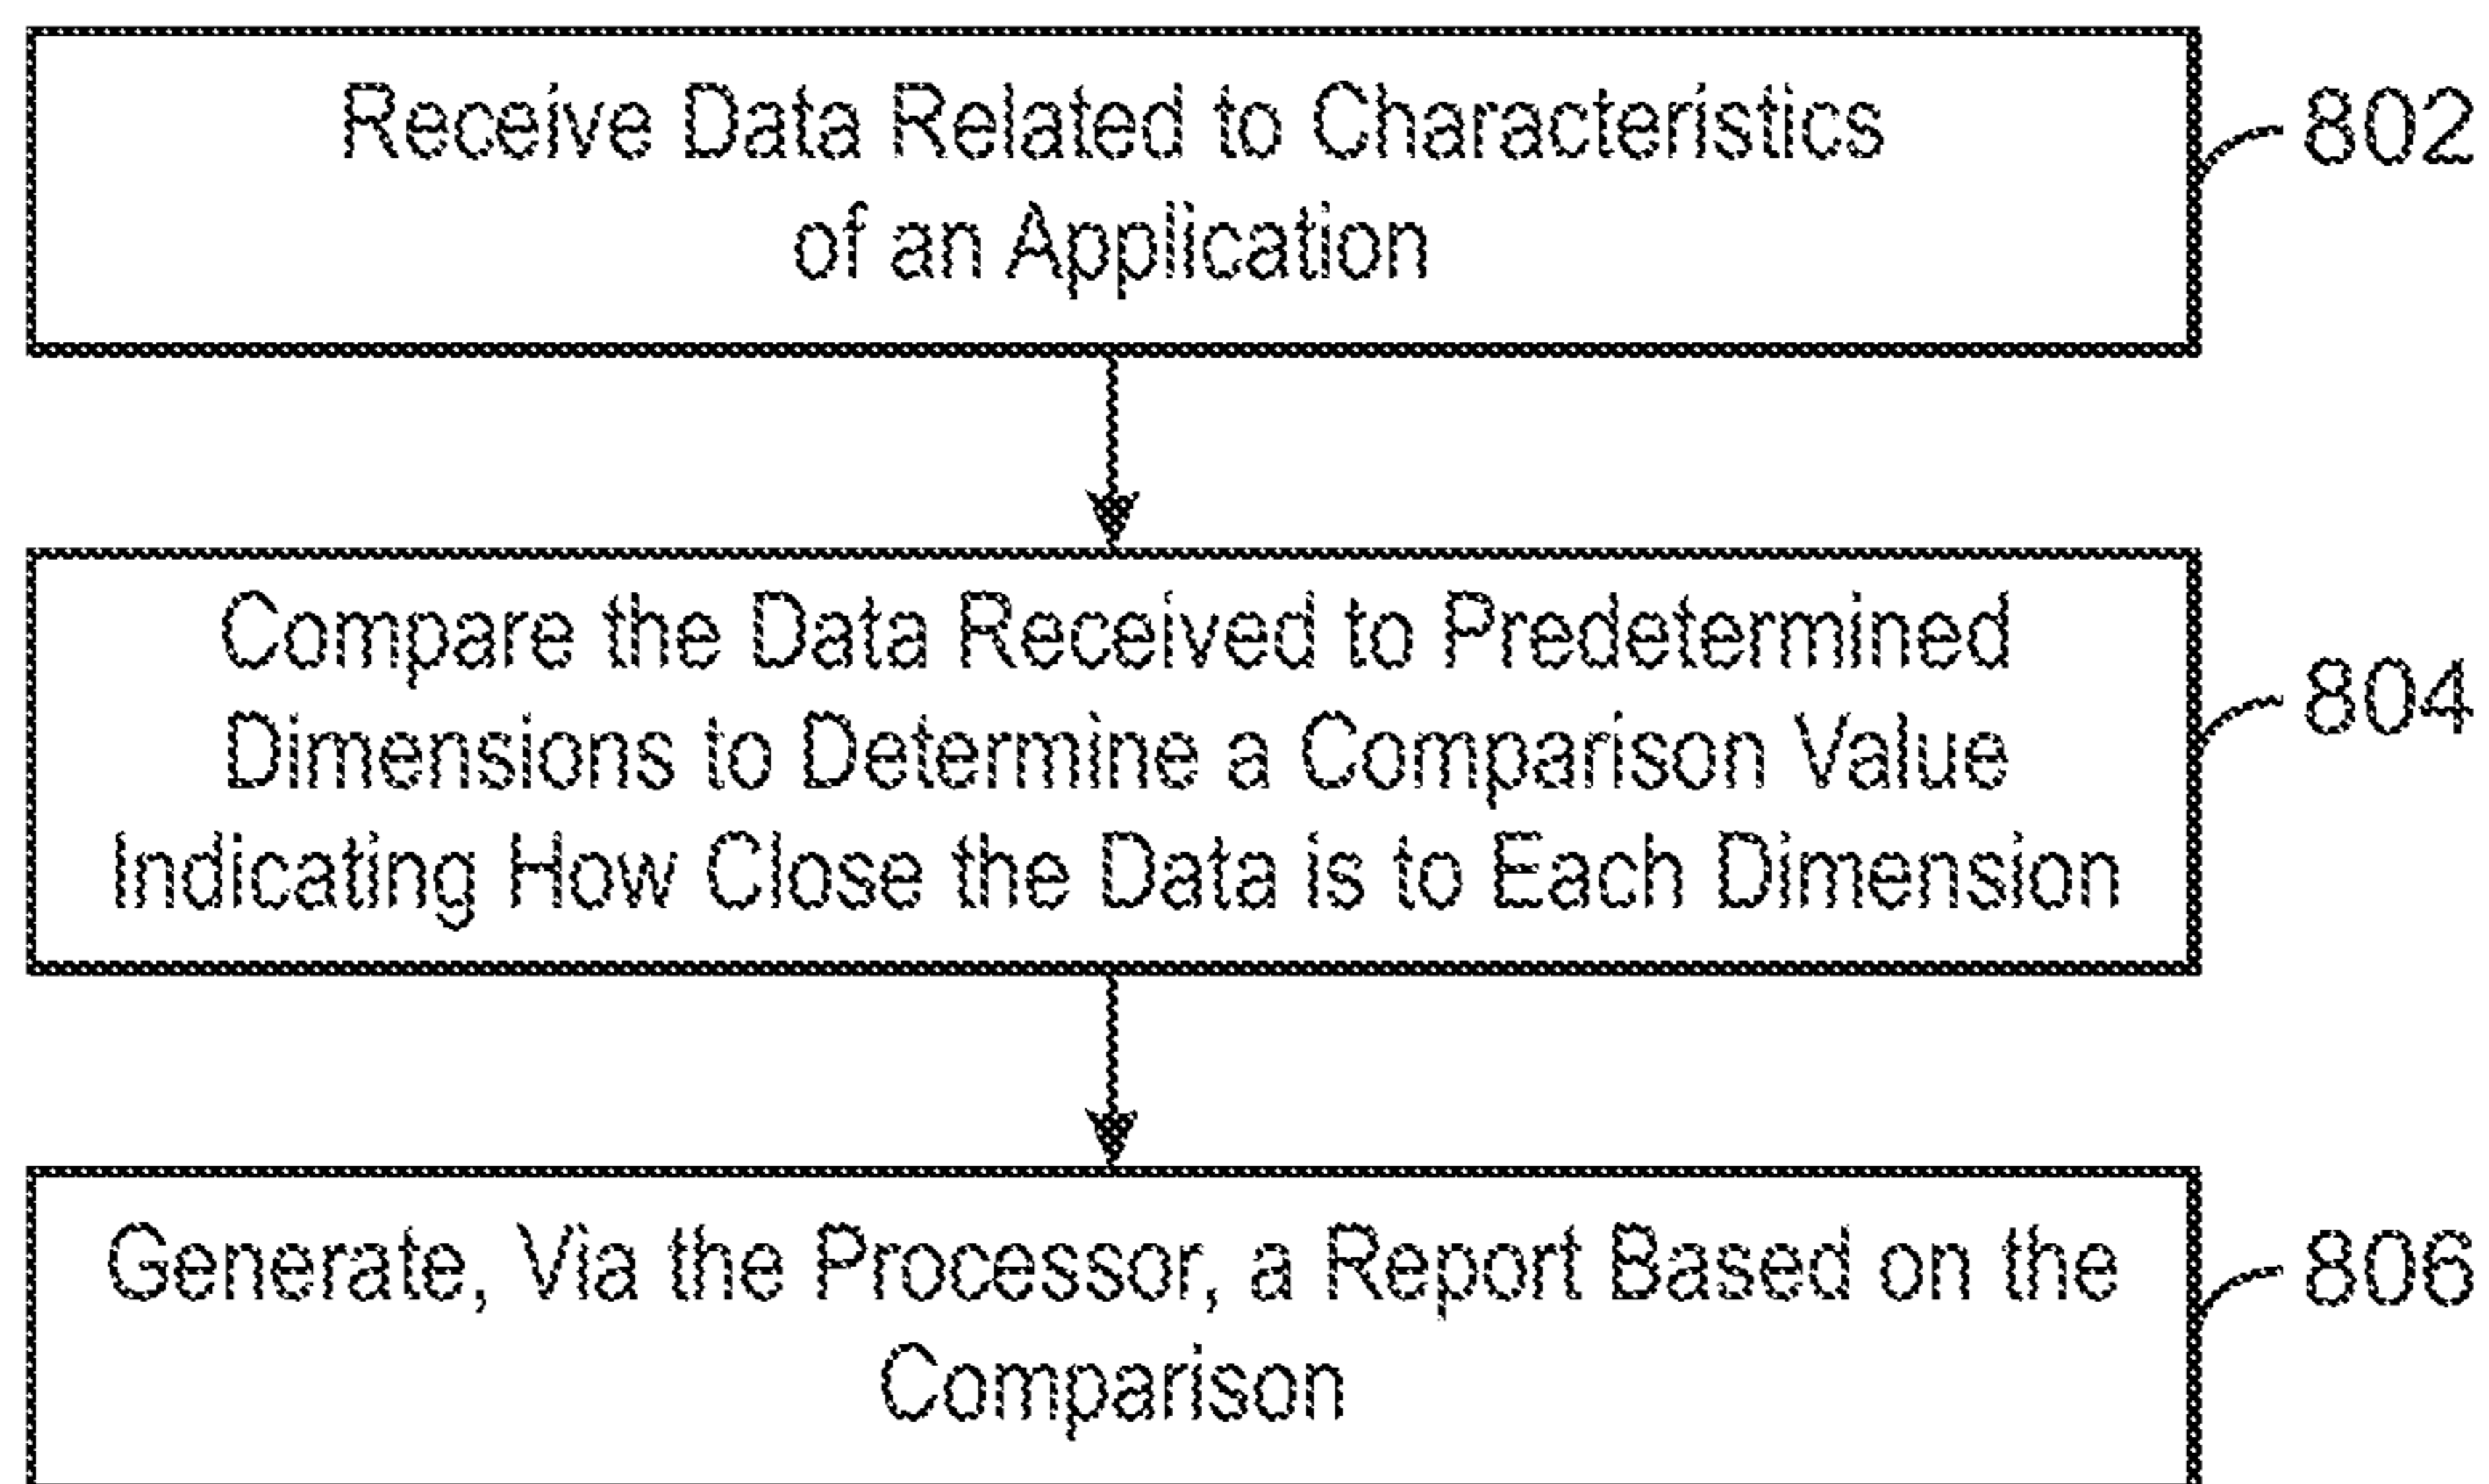 Receive Data Related to Characteristics
of an Application
802
Compare the Data Received to Predetermined
Dimensions to Determine a Comparison Value
Indicating How Close the Data is to Each Dimension
804
Generate, Via the Processor, a Report Based on the
Comparison
806